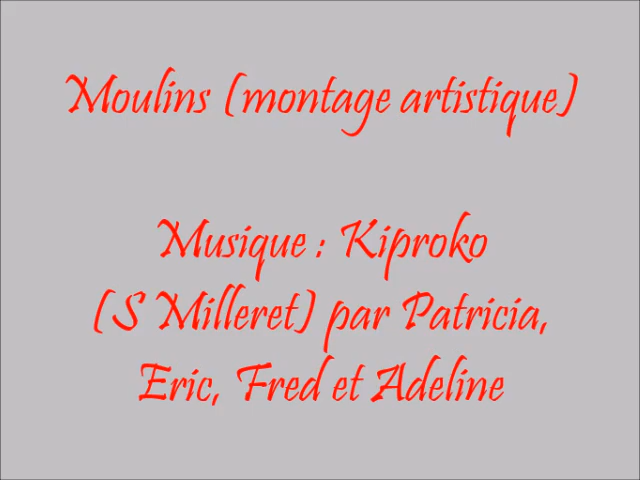 Moulins (montage artistique)
Musique : Kiproko
(S Milleret) par Patricia,
Eric, Fred et Adeline